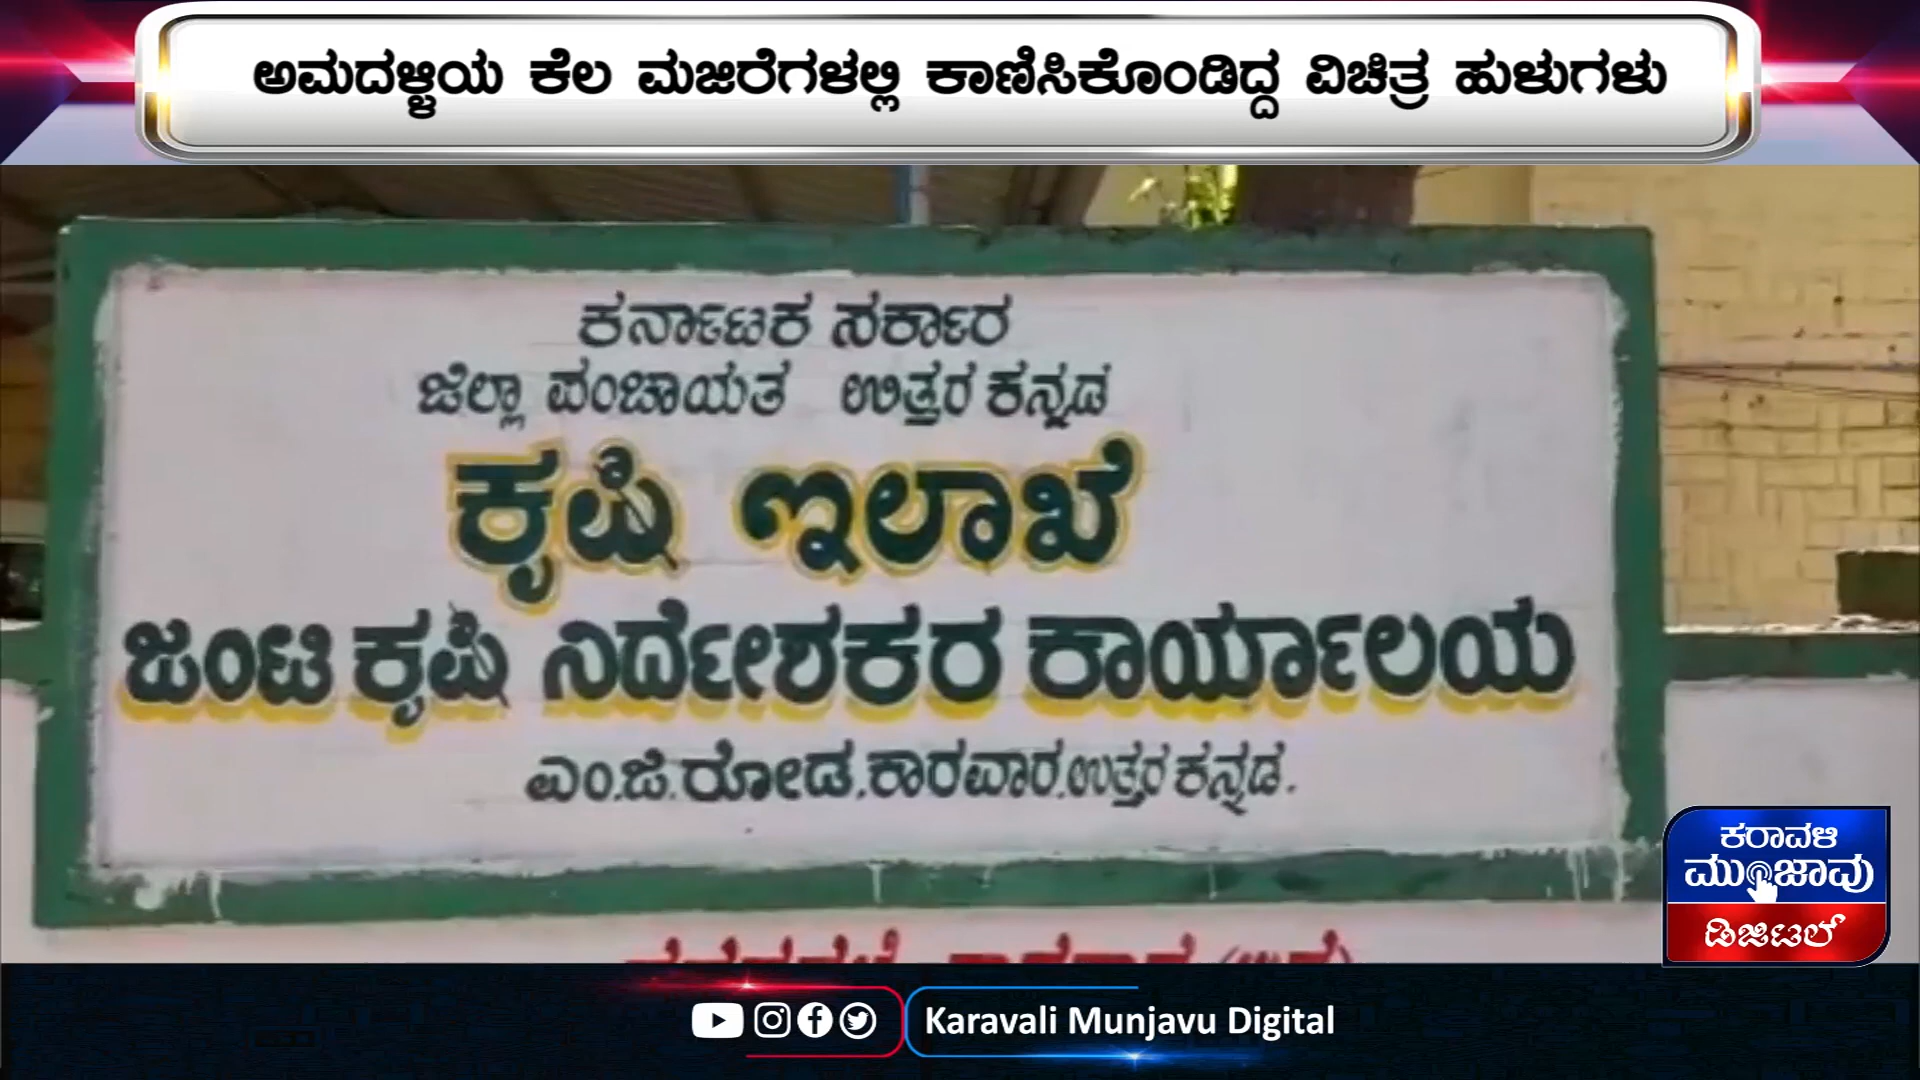 ಅಮದಳ್ಳಿಯ ಕೆಲ ಮಜಿರೆಗಳಲ್ಲಿ ಕಾಣಿಸಿಕೊಂಡಿದ್ದ ವಿಚಿತ್ರ ಹುಳುಗಳು
ಕರ್ನಾಟಕ ಸರ್ಕಾರ
ಜಿಲ್ಲಾ ಪಂಚಾಯತ ಉತ್ತರ ಕನ್ನಡ
ಕೃಷಿ ಇಲಾಖೆ
ಜಂಟಿ ಕೃಷಿ ನಿರ್ದೇಶಕರ ಕಾರ್ಯಾಲಯ
ಎಂ.ಜಿ.ರೋಡ,ಕಾರವಾರ.ಉತ್ತರ ಕನ್ನಡ.
ಕರಾವಳಿ
ಮುಂಜಾವು
ಡಿಜಿಟಲ್
Karavali Munjavu Digital